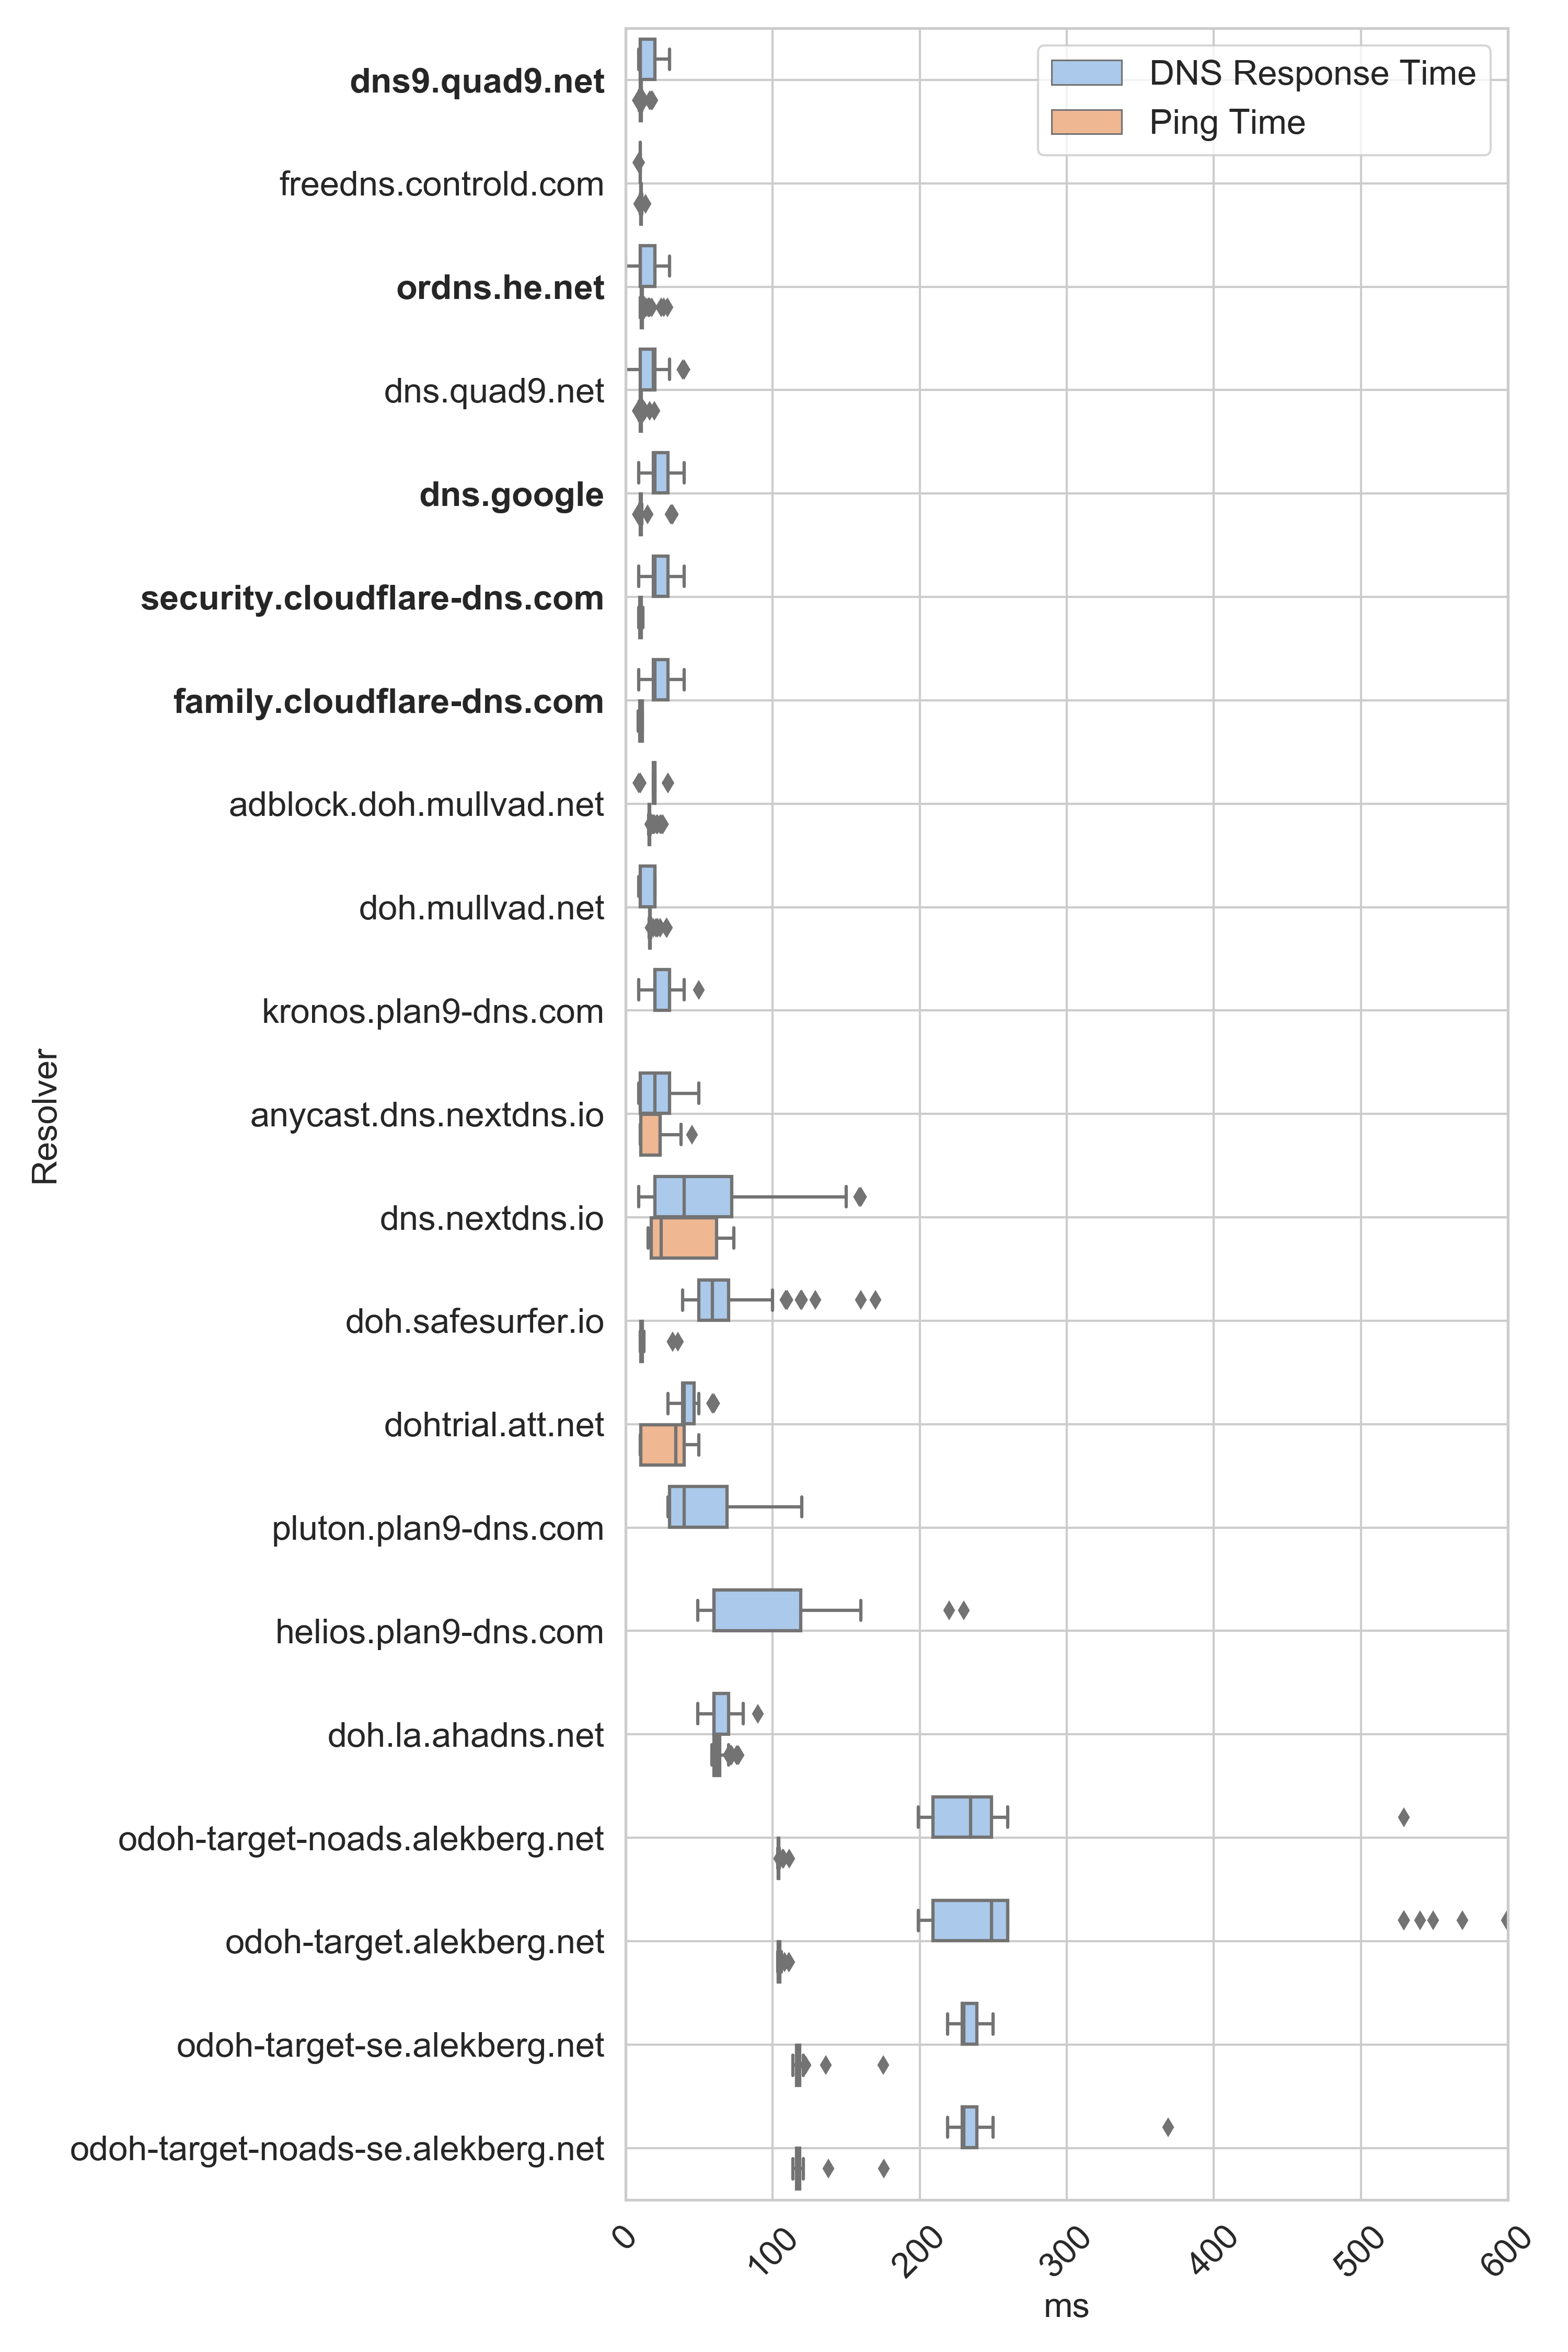 DNS Response Time
Ping Time
dns9.quad9.net
freedns.controld.com
ordns.he.net
dns.quad9.net
dns.google
security.cloudflare-dns.com
family.cloudflare-dns.com
adblock.doh.mullvad.net
doh.mullvad.net
kronos.plan9-dns.com
anycast.dns.nextdns.io
dns.nextdns.io
doh.safesurfer.io
dohtrial.att.net
pluton.plan9-dns.com
helios.plan9-dns.com
doh.la.ahadns.net
odoh-target-noads.alekberg.net
odoh-target.alekberg.net
odoh-target-se.alekberg.net
odoh-target-noads-se.alekberg.net
Resolver
0 100 200 300 400 500 600
ms